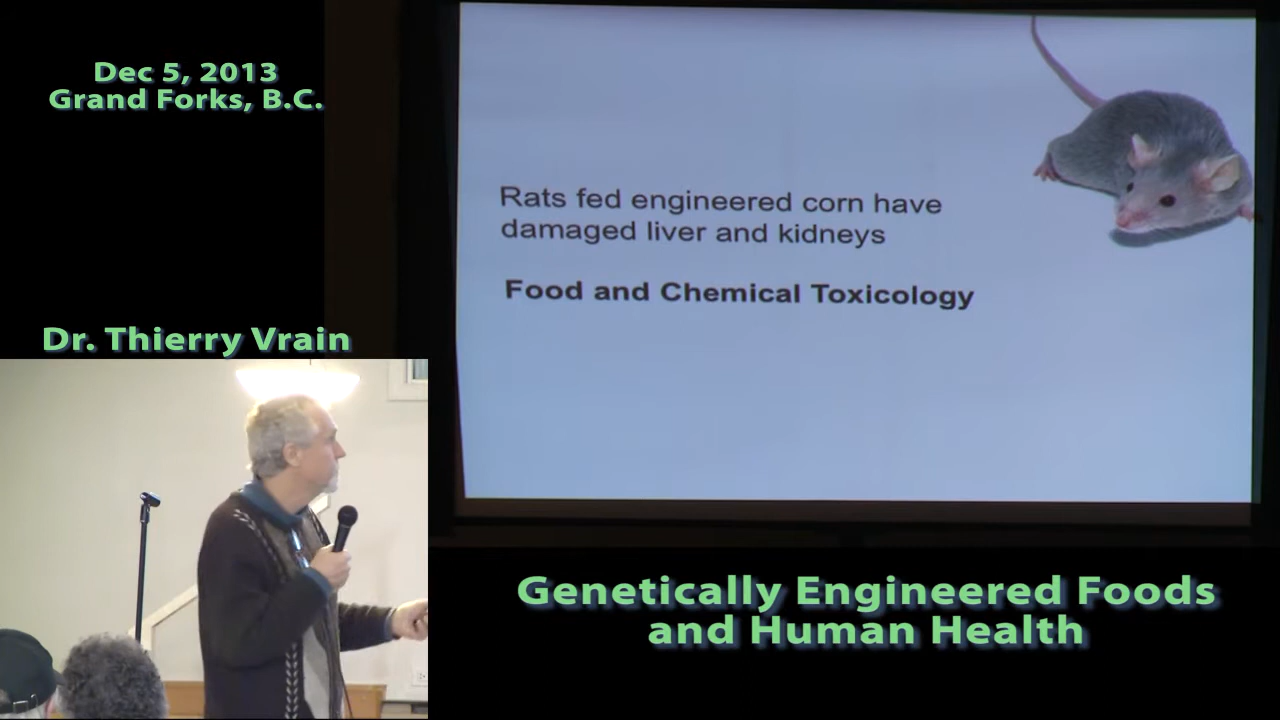 Dec 5, 2013
Grand Forks, B.C.
Dr. Thierry Vrain
Rats fed engineered corn have
damaged liver and kidneys
Food and Chemical Toxicology
Genetically Engineered Foods
and Human Health